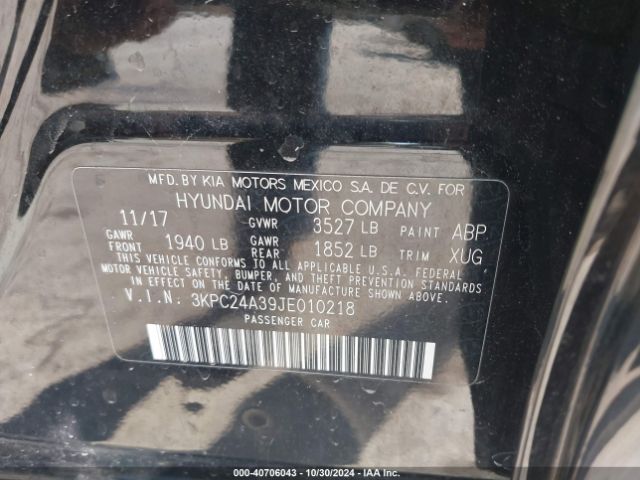 MFD. BY KIA MOTORS MEXICO S.A. DE C.V. FOR
HYUNDAI MOTOR COMPANY
11/17 GVWR 3527 LB PAINT ABP
GAWR FRONT 1940 LB GAWR REAR 1852 LB TRIM XUG
THIS VEHICLE CONFORMS TO ALL APPLICABLE U.S.A. FEDERAL
MOTOR VEHICLE SAFETY, BUMPER, AND THEFT PREVENTION STANDARDS
IN EFFECT ON THE DATE OF MANUFACTURE SHOWN ABOVE.
V.I.N. 3KPC24A39JE010218
PASSENGER CAR
000-40706043 / 10/30/2024 - IAA Inc.